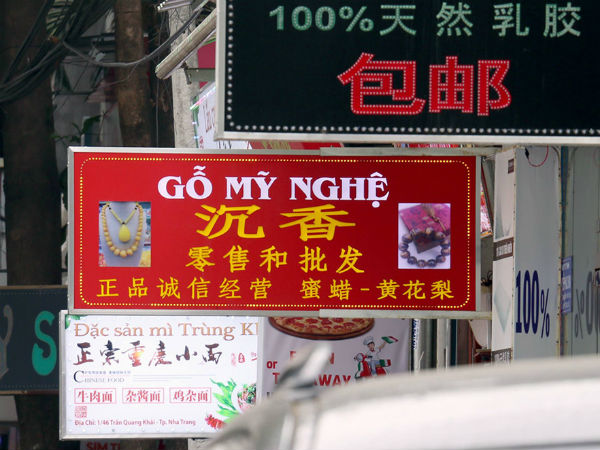 100%天然乳胶
包邮
GỖ MỸ NGHỆ
沉香
零售和批发
正品诚信经营 蜜蜡-黄花梨
100%
Đặc sản mì Trùng K
正宗重庆小面
CHINESE FOOD
牛肉面 杂酱面 鸡杂面
Địa Chỉ: 1/46 Trần Quang Khải - Tp. Nha Trang
or
AWAY
S
SIM T